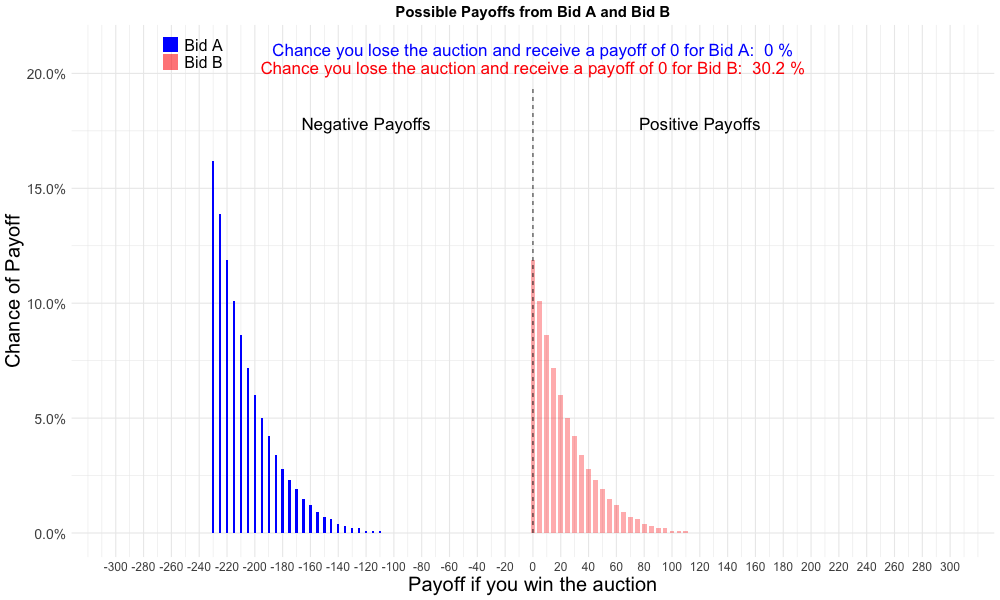 Possible Payoffs from Bid A and Bid B
Bid A
Bid B
Chance you lose the auction and receive a payoff of 0 for Bid A:  0 %
Chance you lose the auction and receive a payoff of 0 for Bid B:  30.2 %
Negative Payoffs
Positive Payoffs
Chance of Payoff
20.0%
15.0%
10.0%
5.0%
0.0%
-300 -280 -260 -240 -220 -200 -180 -160 -140 -120 -100 -80 -60 -40 -20 0 20 40 60 80 100 120 140 160 180 200 220 240 260 280 300
Payoff if you win the auction